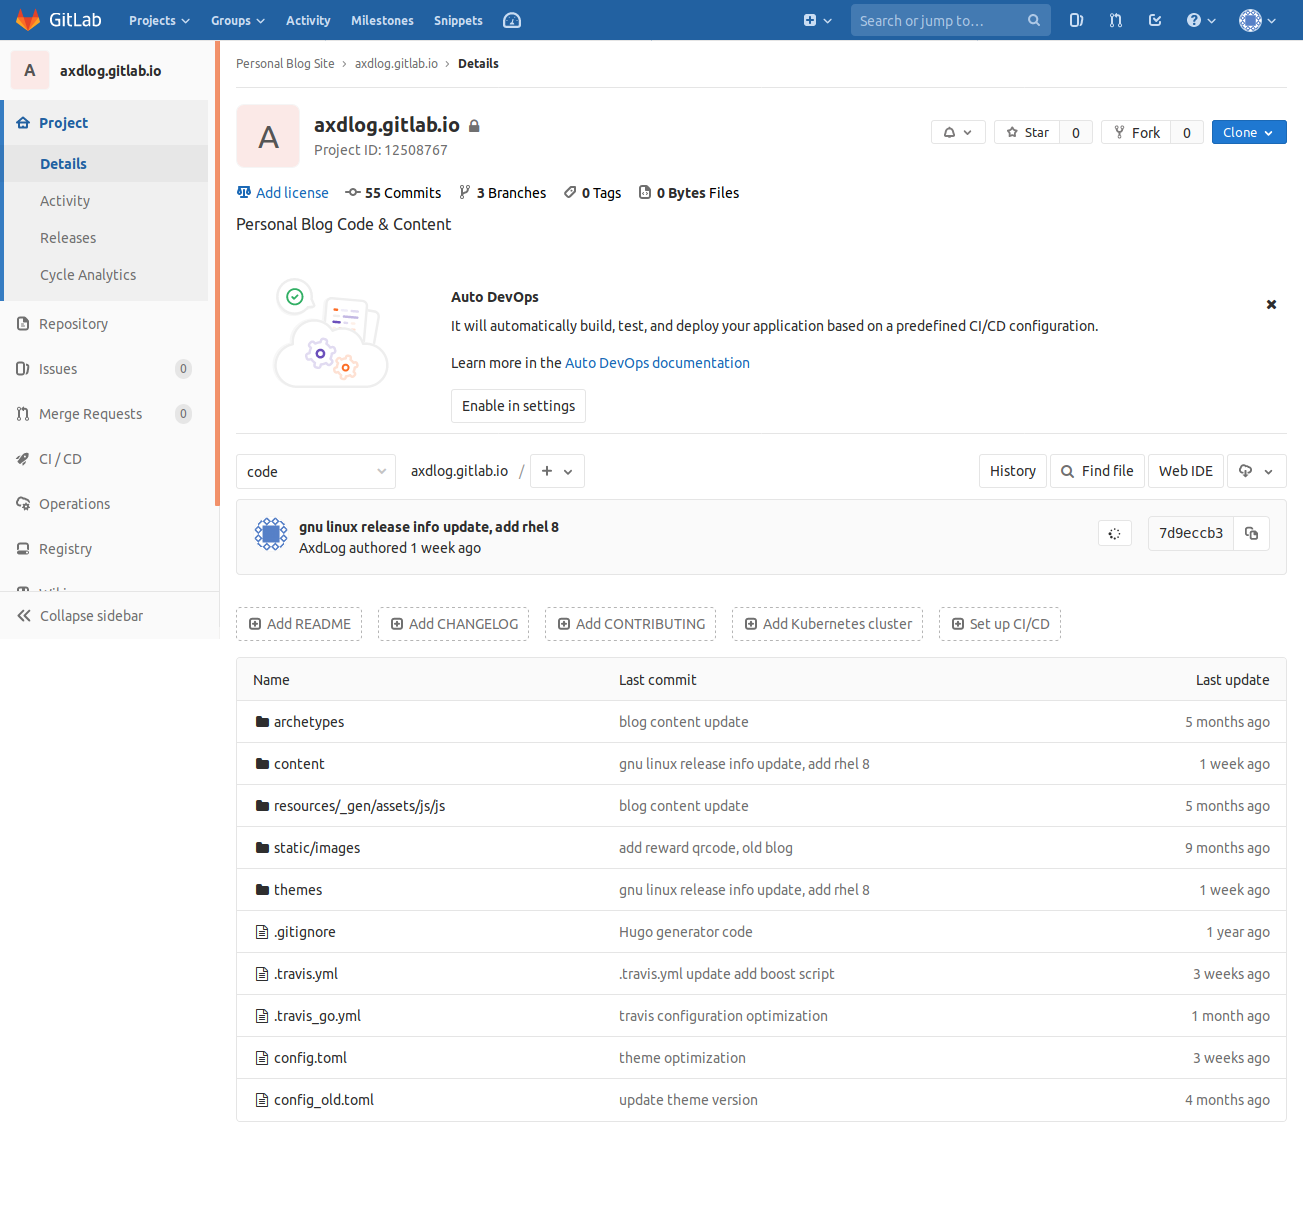 GitLab Projects Groups Activity Milestones Snippets Search or jump to…
A axdlog.gitlab.io
Project
Details
Activity
Releases
Cycle Analytics
Repository
Issues 0
Merge Requests 0
CI / CD
Operations
Registry
Collapse sidebar
Personal Blog Site › axdlog.gitlab.io › Details
A
axdlog.gitlab.io
Project ID: 12508767
Star 0 Fork 0 Clone
Add license 55 Commits 3 Branches 0 Tags 0 Bytes Files
Personal Blog Code & Content
Auto DevOps
It will automatically build, test, and deploy your application based on a predefined CI/CD configuration.
Learn more in the Auto DevOps documentation
Enable in settings
code axdlog.gitlab.io / + History Find file Web IDE
gnu linux release info update, add rhel 8
AxdLog authored 1 week ago
7d9eccb3
Add README Add CHANGELOG Add CONTRIBUTING Add Kubernetes cluster Set up CI/CD
Name Last commit Last update
archetypes blog content update 5 months ago
content gnu linux release info update, add rhel 8 1 week ago
resources/_gen/assets/js/js blog content update 5 months ago
static/images add reward qrcode, old blog 9 months ago
themes gnu linux release info update, add rhel 8 1 week ago
.gitignore Hugo generator code 1 year ago
.travis.yml .travis.yml update add boost script 3 weeks ago
.travis_go.yml travis configuration optimization 1 month ago
config.toml theme optimization 3 weeks ago
config_old.toml update theme version 4 months ago